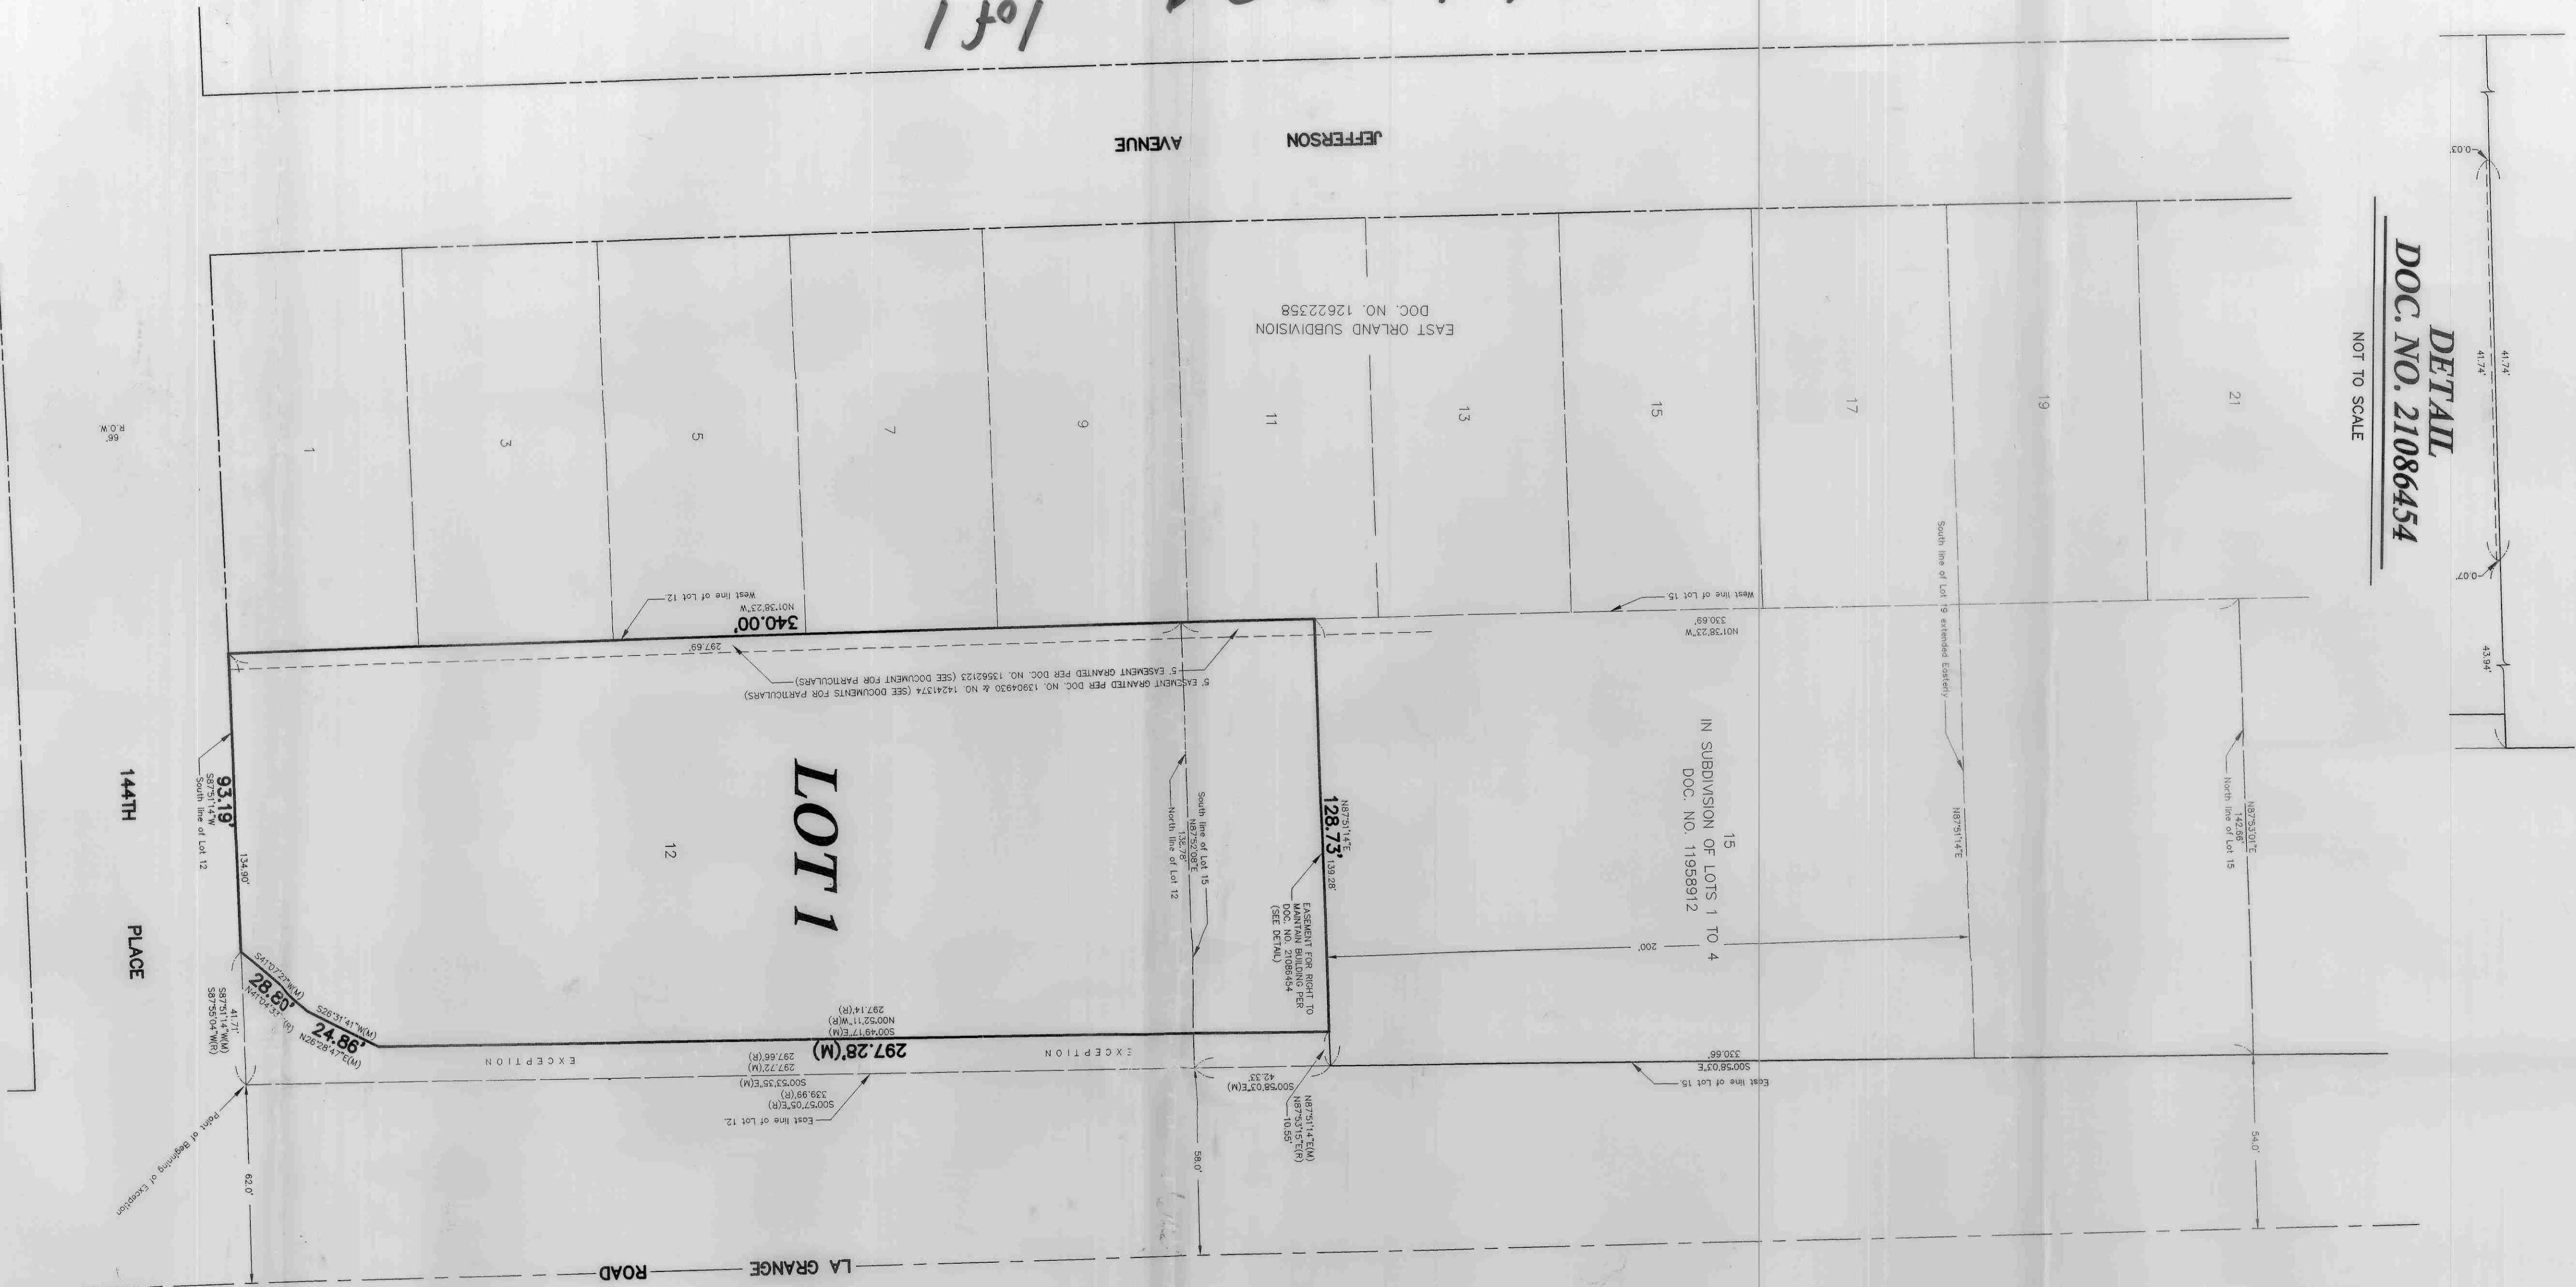 1 of 1
JEFFERSON AVENUE
DETAIL
DOC. NO. 21086454
NOT TO SCALE
0.03'
41.74'
41.74'
0.07'
43.94'
EAST ORLAND SUBDIVISION
DOC. NO. 12622358
1
3
5
7
9
11
13
15
17
19
21
66'
R.O.W.
West line of Lot 12
N01°38'23"W
340.00'
297.69'
5' EASEMENT GRANTED PER DOC. NO. 13562123 (SEE DOCUMENT FOR PARTICULARS)
5' EASEMENT GRANTED PER DOC. NO. 13904930 & NO. 14241374 (SEE DOCUMENTS FOR PARTICULARS)
West line of Lot 15.
N01°38'23"W
330.69'
South line of Lot 19 extended Easterly
N87°51'14"E
N87°53'01"E
142.66'
North line of Lot 15
15
IN SUBDIVISION OF LOTS 1 TO 4
DOC. NO. 11958912
200'
LOT 1
12
South line of Lot 15
N87°52'08"E
138.78'
North line of Lot 12
N87°51'14"E
128.73'
139.28'
EASEMENT FOR RIGHT TO
MAINTAIN BUILDING PER
DOC. NO. 21086454
(SEE DETAIL)
93.19'
S87°51'14"W
South line of Lot 12
134.90'
144TH PLACE
S41°07'27"W(M)
28.80'
S26°31'41"W(M)
24.86'
N26°28'47"E(M)
41.71'
S87°51'14"W(M)
S87°55'04"W(R)
297.14'(R)
N00°52'11"W(R)
S00°49'17"E(M)
297.28'(M)
EXCEPTION
EXCEPTION
297.66'(R)
297.72'(M)
S00°53'35"E(M)
339.99'(R)
S00°57'05"E(R)
East line of Lot 12.
42.33'
S00°58'03"E(M)
N87°51'14"E(M)
N87°53'15"E(R)
10.55'
330.66'
S00°58'03"E
East line of Lot 15.
Point of Beginning of Exception
62.0'
58.0'
54.0'
LA GRANGE ROAD